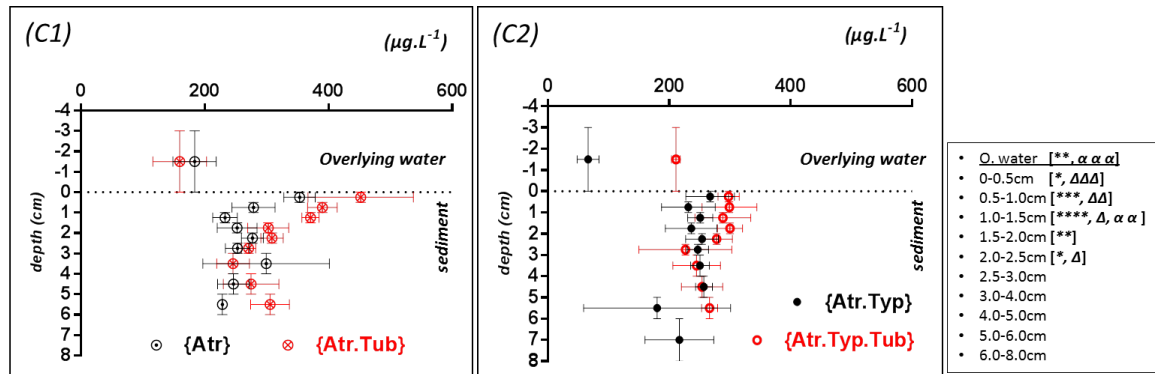 (C1) (µg.L⁻¹)
0 200 400 600
-4
-3
-2
-1
0
1
2
3
4
5
6
7
8
depth (cm)
Overlying water
sediment
{Atr} {Atr.Tub}
(C2) (µg.L⁻¹)
0 200 400 600
-4
-3
-2
-1
0
1
2
3
4
5
6
7
8
depth (cm)
Overlying water
sediment
{Atr.Typ}
{Atr.Typ.Tub}
• O. water [**, α α α]
• 0-0.5cm [*, ΔΔΔ]
• 0.5-1.0cm [***, ΔΔ]
• 1.0-1.5cm [****, Δ, α α]
• 1.5-2.0cm [**]
• 2.0-2.5cm [*, Δ]
• 2.5-3.0cm
• 3.0-4.0cm
• 4.0-5.0cm
• 5.0-6.0cm
• 6.0-8.0cm